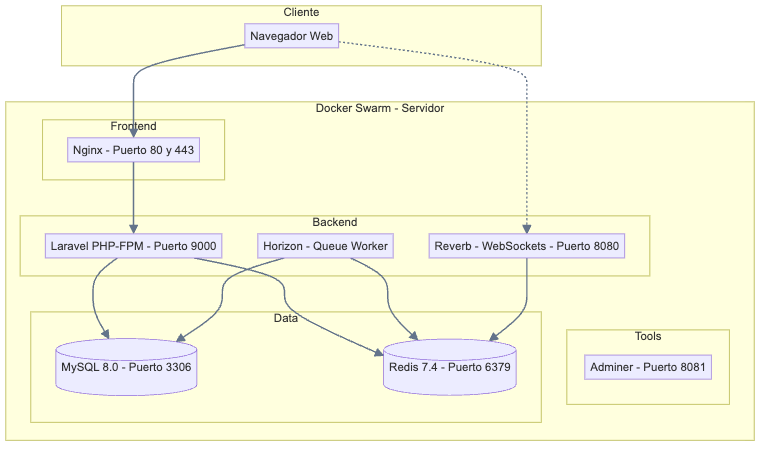 Cliente
Navegador Web
Docker Swarm - Servidor
Frontend
Nginx - Puerto 80 y 443
Backend
Laravel PHP-FPM - Puerto 9000
Horizon - Queue Worker
Reverb - WebSockets - Puerto 8080
Data
MySQL 8.0 - Puerto 3306
Redis 7.4 - Puerto 6379
Tools
Adminer - Puerto 8081